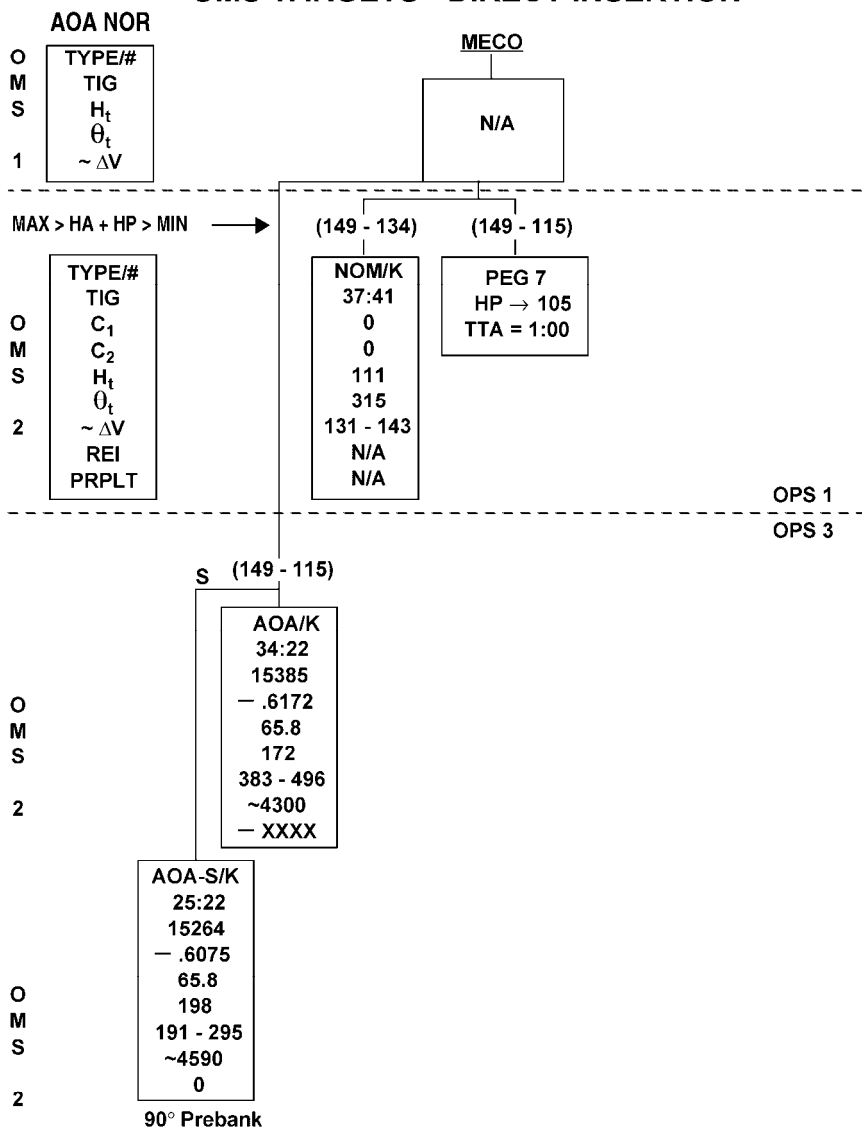 OMS TARGETS - DIRECT INSERTION
AOA NOR
MECO
O
M
S
1
TYPE/#
TIG
Ht
θt
~ ΔV
N/A
MAX > HA + HP > MIN
(149 - 134)
(149 - 115)
O
M
S
2
TYPE/#
TIG
C1
C2
Ht
θt
~ ΔV
REI
PRPLT
NOM/K
37:41
0
0
111
315
131 - 143
N/A
N/A
PEG 7
HP → 105
TTA = 1:00
OPS 1
OPS 3
S
(149 - 115)
O
M
S
2
AOA/K
34:22
15385
— .6172
65.8
172
383 - 496
~4300
— XXXX
O
M
S
2
AOA-S/K
25:22
15264
— .6075
65.8
198
191 - 295
~4590
0
90° Prebank